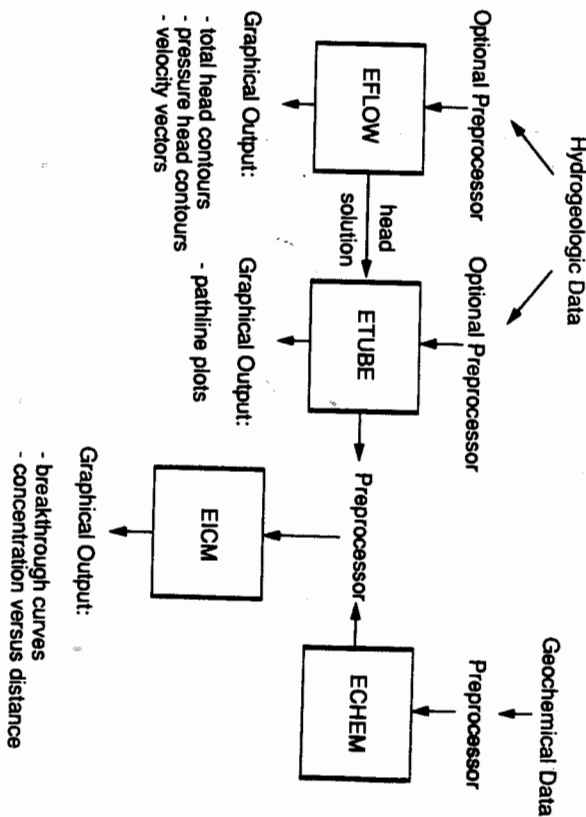 Hydrogeologic Data
Geochemical Data
Optional Preprocessor
Optional Preprocessor
Preprocessor
EFLOW
head
solution
ETUBE
Preprocessor
ECHEM
Graphical Output:
- total head contours
- pressure head contours
- velocity vectors
Graphical Output:
- pathline plots
EICM
Graphical Output:
- breakthrough curves
- concentration versus distance